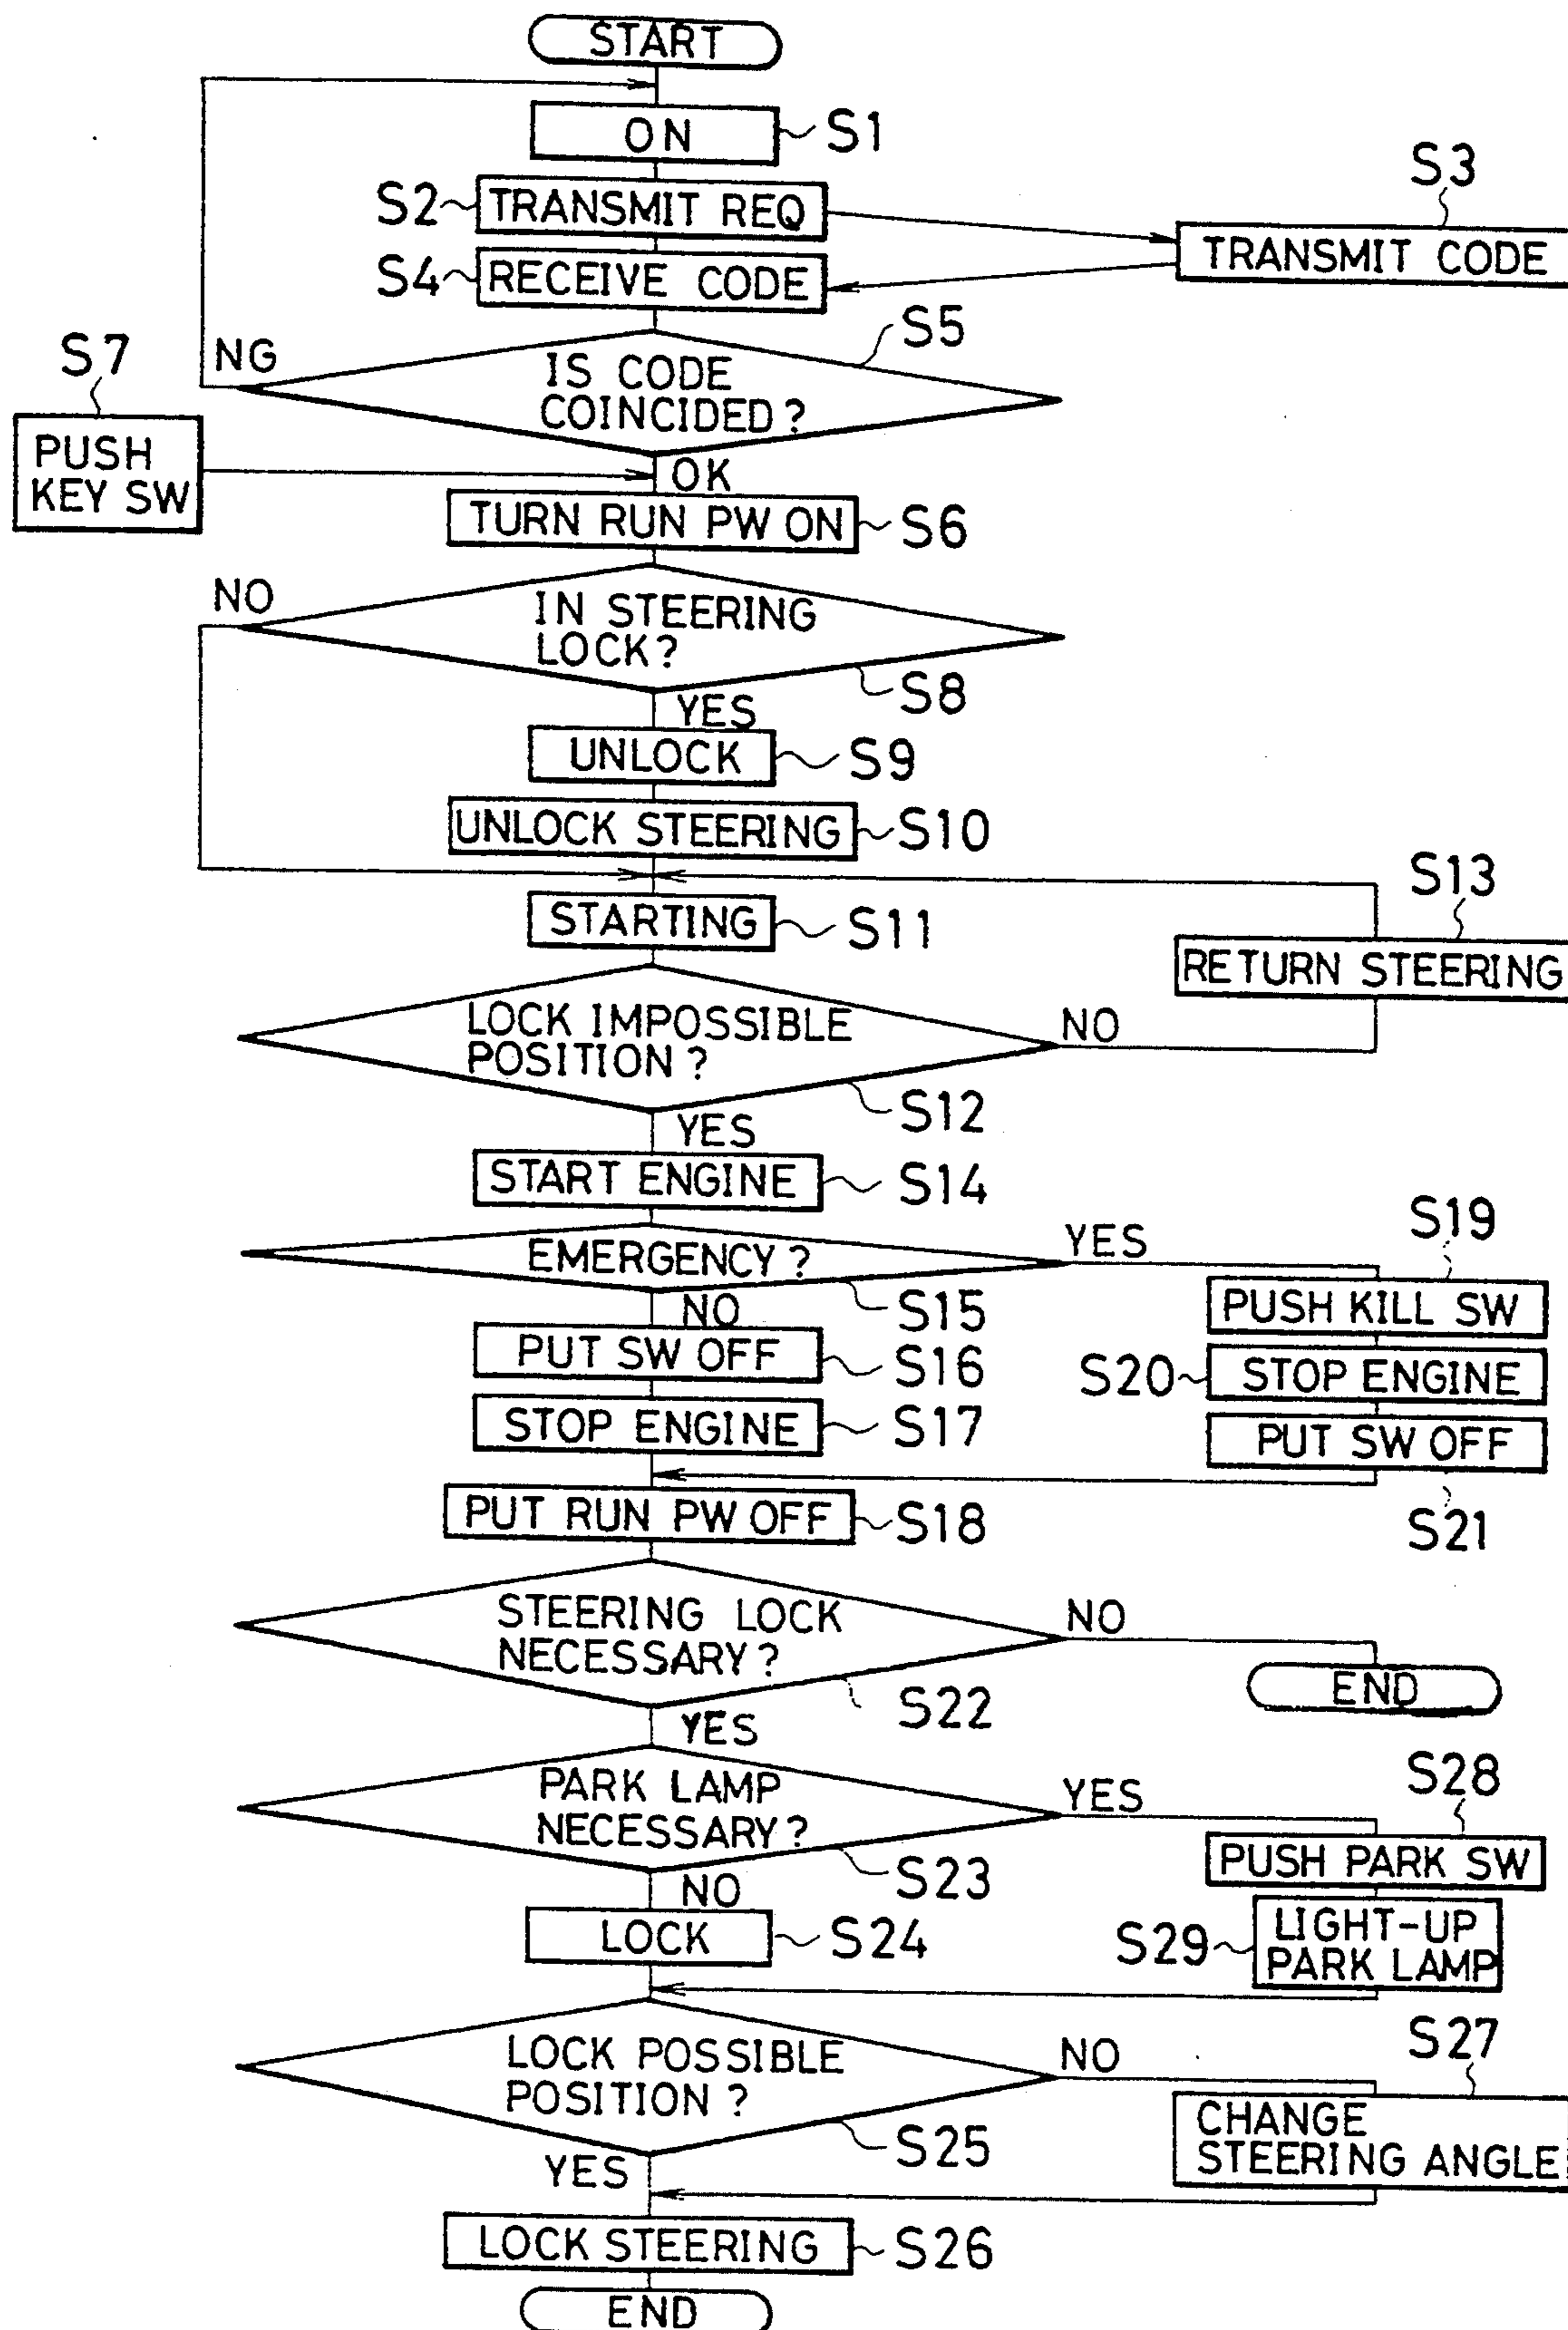 START
ON
S1
S2
TRANSMIT REQ
S3
TRANSMIT CODE
S4
RECEIVE CODE
S5
NG
IS CODE
COINCIDED?
S7
PUSH
KEY SW
OK
TURN RUN PW ON
S6
NO
IN STEERING
LOCK?
S8
YES
UNLOCK
S9
UNLOCK STEERING
S10
STARTING
S11
S13
RETURN STEERING
LOCK IMPOSSIBLE
POSITION?
NO
S12
YES
START ENGINE
S14
EMERGENCY?
YES
S15
NO
S19
PUSH KILL SW
PUT SW OFF
S16
S20
STOP ENGINE
STOP ENGINE
S17
PUT SW OFF
S21
PUT RUN PW OFF
S18
STEERING LOCK
NECESSARY?
NO
END
S22
YES
PARK LAMP
NECESSARY?
YES
S28
PUSH PARK SW
S23
NO
LOCK
S24
S29
LIGHT-UP
PARK LAMP
LOCK POSSIBLE
POSITION?
NO
S27
CHANGE
STEERING ANGLE
S25
YES
LOCK STEERING
S26
END